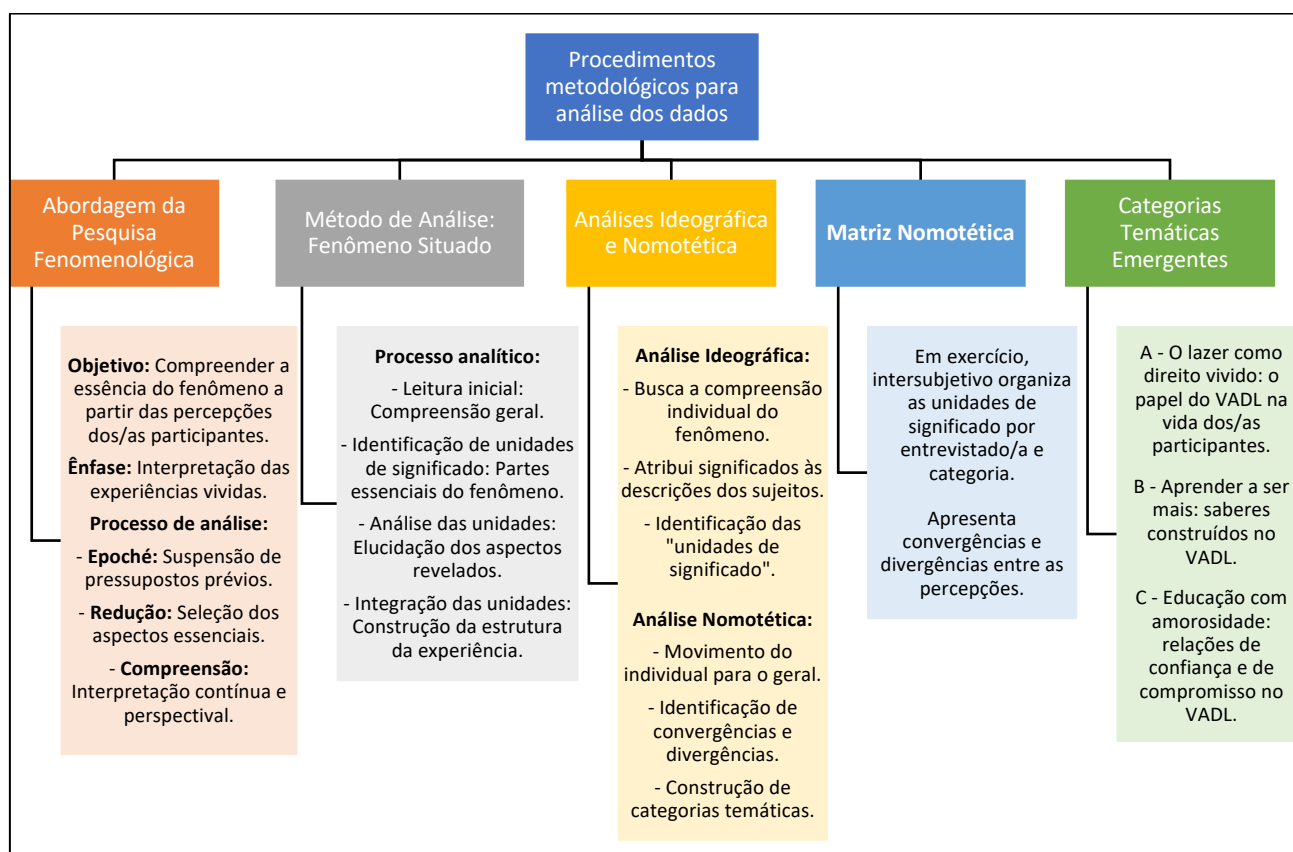 Procedimentos
metodológicos para
análise dos dados
Abordagem da
Pesquisa
Fenomenológica
Objetivo: Compreender a
essência do fenômeno a
partir das percepções
dos/as participantes.
Ênfase: Interpretação das
experiências vividas.
Processo de análise:
- Epoché: Suspensão de
pressupostos prévios.
- Redução: Seleção dos
aspectos essenciais.
- Compreensão:
Interpretação contínua e
perspectival.
Método de Análise:
Fenômeno Situado
Processo analítico:
- Leitura inicial:
Compreensão geral.
- Identificação de unidades
de significado: Partes
essenciais do fenômeno.
- Análise das unidades:
Elucidação dos aspectos
revelados.
- Integração das unidades:
Construção da estrutura
da experiência.
Análises Ideográfica
e Nomotética
Análise Ideográfica:
- Busca a compreensão
individual do
fenômeno.
- Atribui significados às
descrições dos sujeitos.
- Identificação das
"unidades de
significado".
Análise Nomotética:
- Movimento do
individual para o geral.
- Identificação de
convergências e
divergências.
- Construção de
categorias temáticas.
Matriz Nomotética
Em exercício,
intersubjetivo organiza
as unidades de
significado por
entrevistado/a e
categoria.
Apresenta
convergências e
divergências entre as
percepções.
Categorias
Temáticas
Emergentes
A - O lazer como
direito vivido: o
papel do VADL na
vida dos/as
participantes.
B - Aprender a ser
mais: saberes
construídos no
VADL.
C - Educação com
amorosidade:
relações de
confiança e de
compromisso no
VADL.